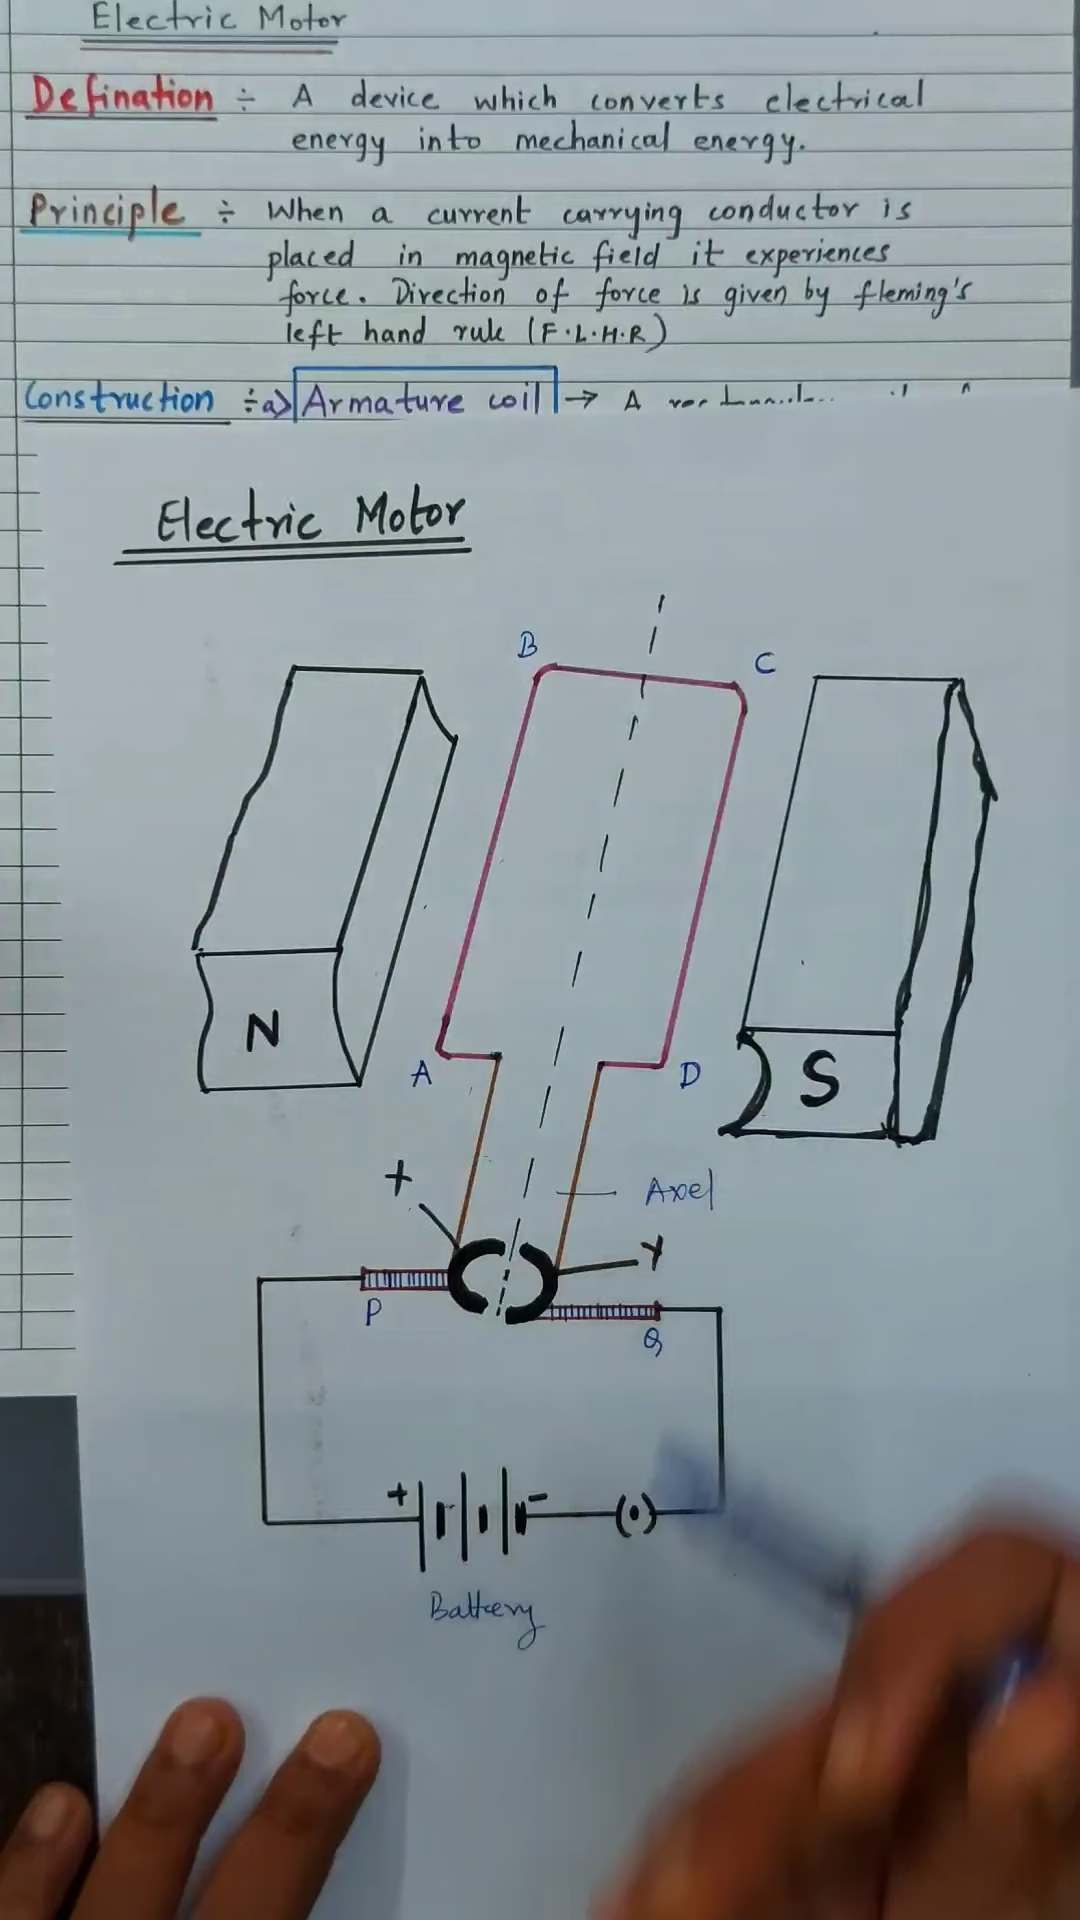 Electric Motor
Defination ÷ A device which converts electrical
energy into mechanical energy.
Principle ÷ When a current carrying conductor is
placed in magnetic field it experiences
force. Direction of force is given by fleming's
left hand rule (F.L.H.R)
Construction ÷ a) Armature coil → A
Electric Motor
B
C
N
A
D
S
Axel
P
Q
+
-
(•)
Battery